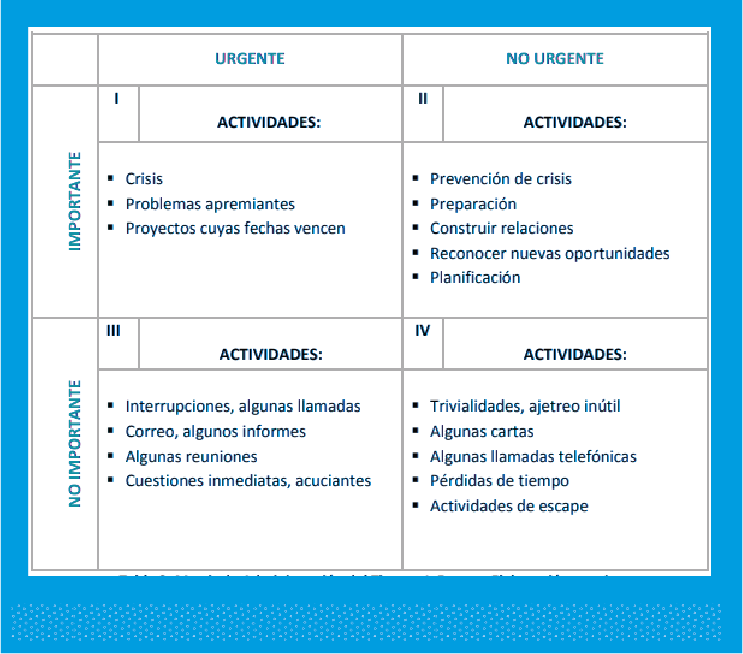 URGENTE
NO URGENTE
IMPORTANTE
I
ACTIVIDADES:
▪ Crisis
▪ Problemas apremiantes
▪ Proyectos cuyas fechas vencen
II
ACTIVIDADES:
▪ Prevención de crisis
▪ Preparación
▪ Construir relaciones
▪ Reconocer nuevas oportunidades
▪ Planificación
NO IMPORTANTE
III
ACTIVIDADES:
▪ Interrupciones, algunas llamadas
▪ Correo, algunos informes
▪ Algunas reuniones
▪ Cuestiones inmediatas, acuciantes
IV
ACTIVIDADES:
▪ Trivialidades, ajetreo inútil
▪ Algunas cartas
▪ Algunas llamadas telefónicas
▪ Pérdidas de tiempo
▪ Actividades de escape